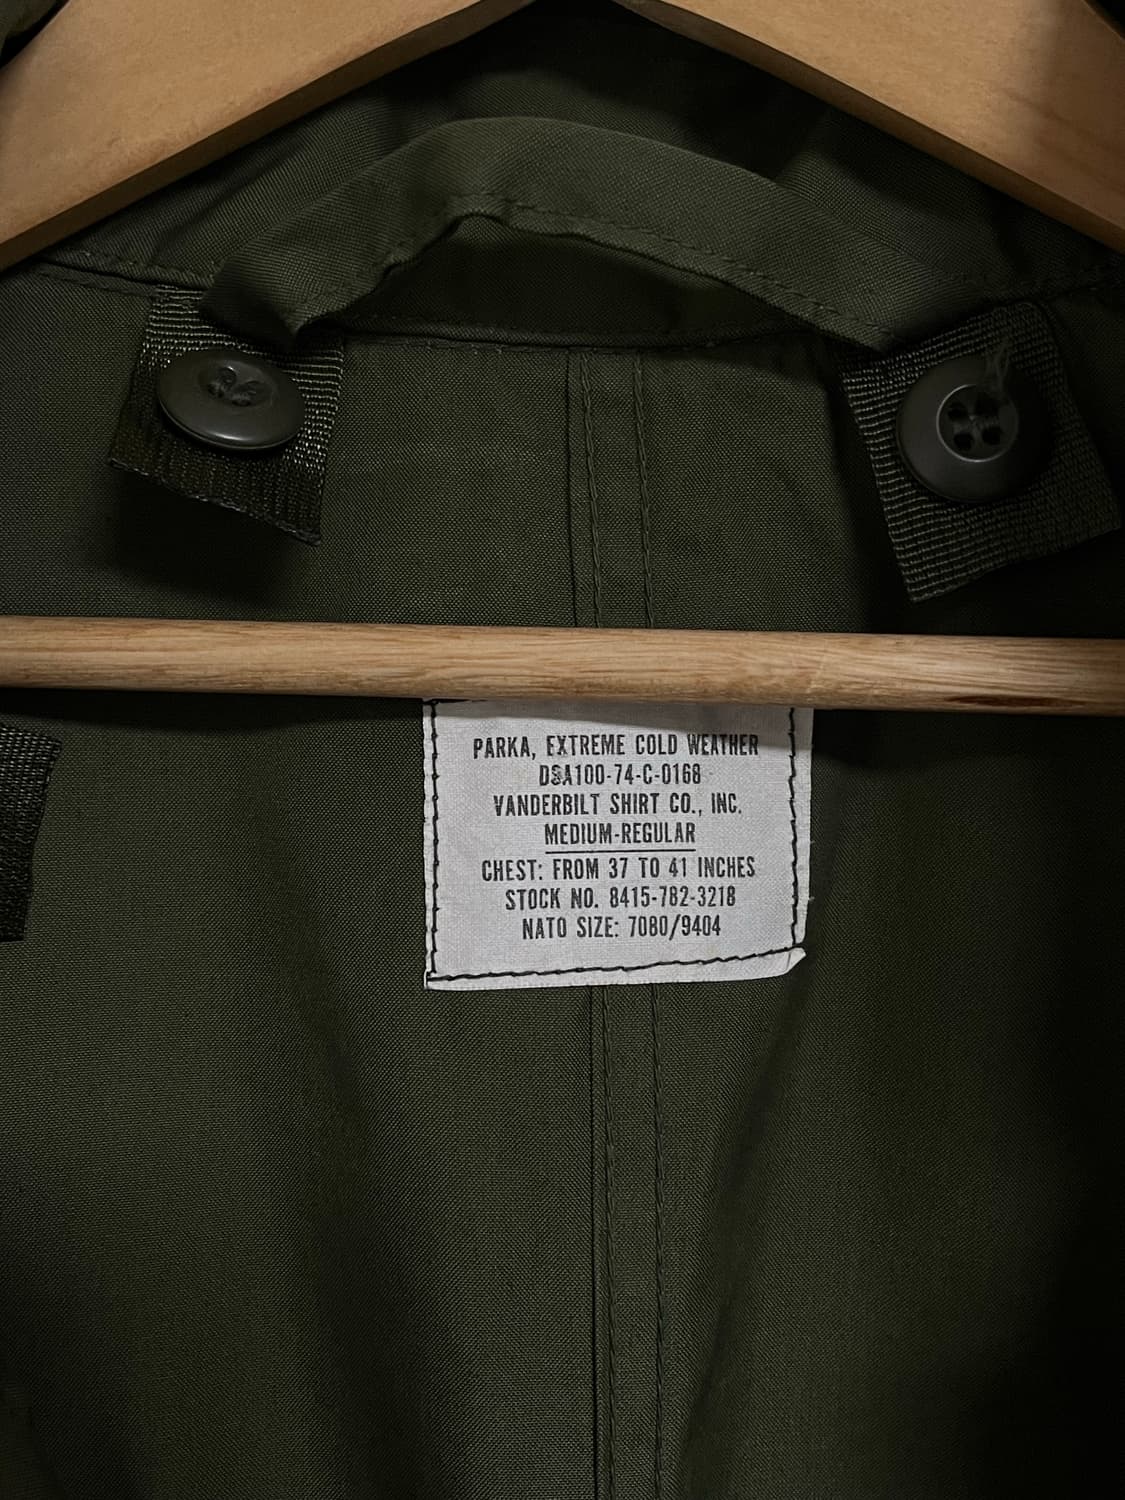 PARKA, EXTREME COLD WEATHER
DSA100-74-C-0168
VANDERBILT SHIRT CO., INC.
MEDIUM-REGULAR
CHEST: FROM 37 TO 41 INCHES
STOCK NO. 8415-782-3218
NATO SIZE: 7080/9404